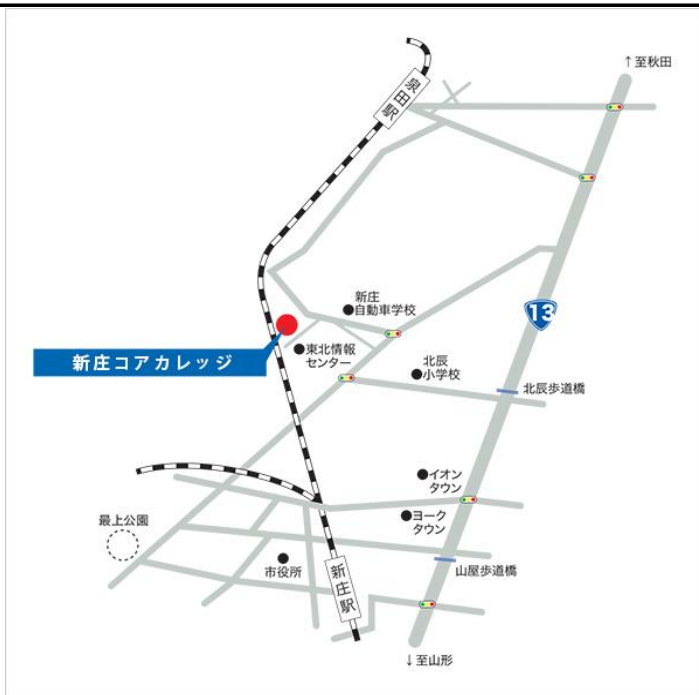 ↑至秋田
泉田駅
新庄
自動車学校
13
新庄コアカレッジ
東北情報
センター
北辰
小学校
北辰歩道橋
イオン
タウン
ヨーク
タウン
最上公園
市役所
新庄駅
山屋歩道橋
↓至山形